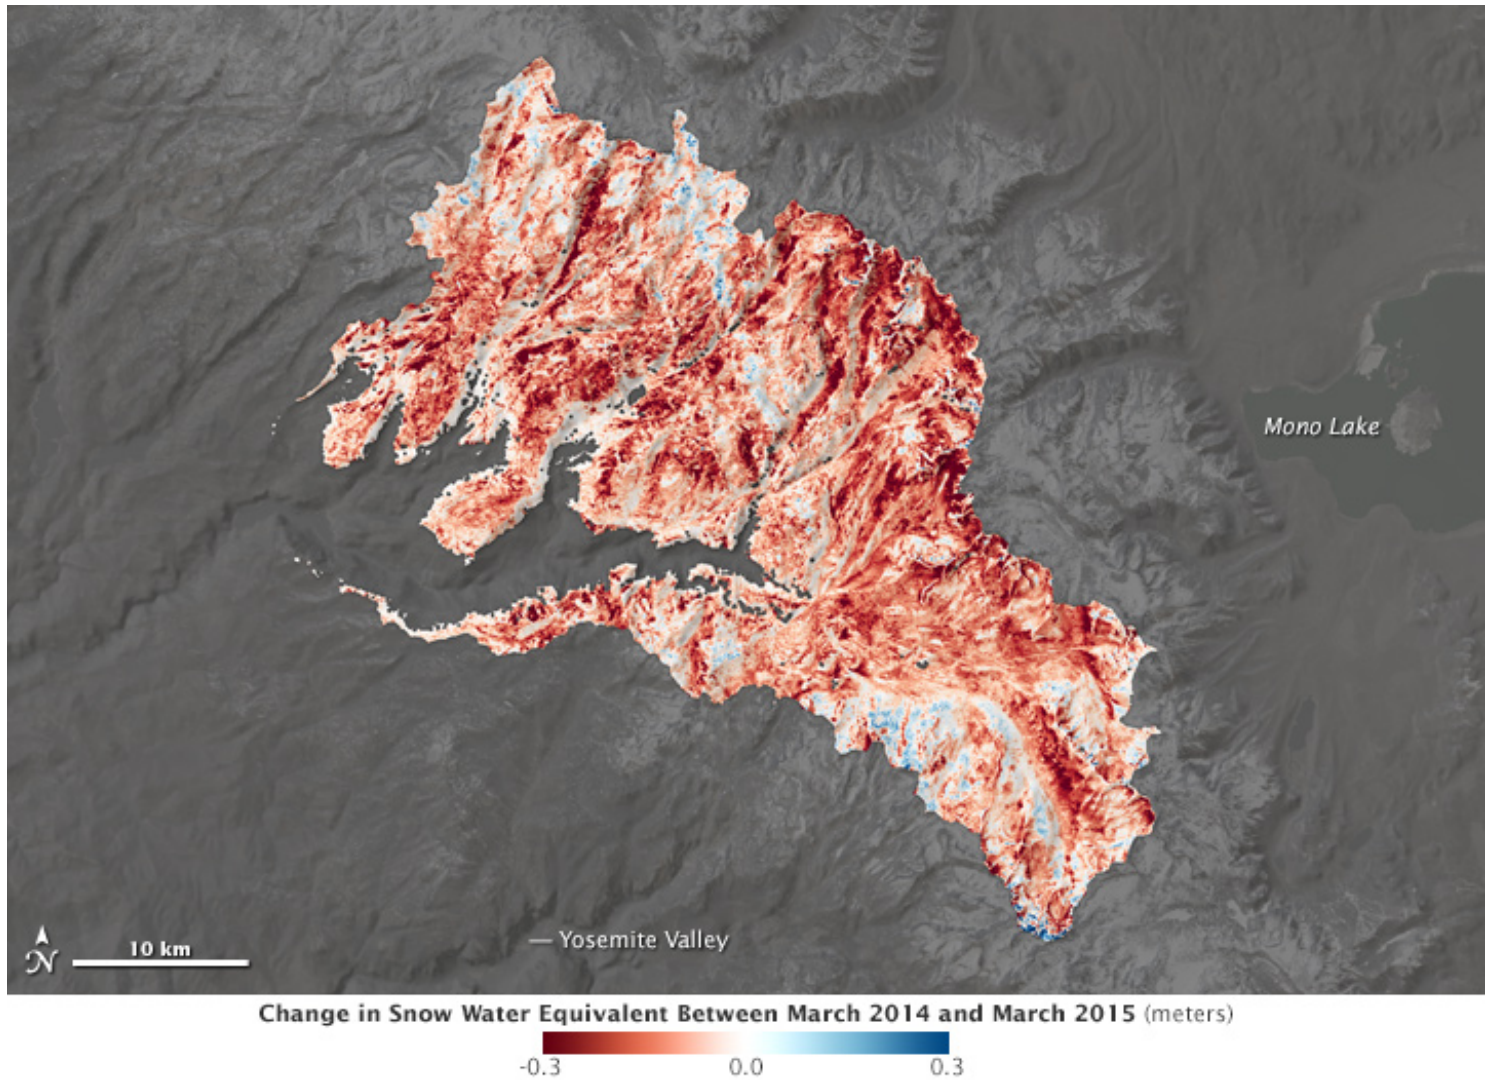 Mono Lake
Yosemite Valley
N
10 km
Change in Snow Water Equivalent Between March 2014 and March 2015 (meters)
-0.3 0.0 0.3